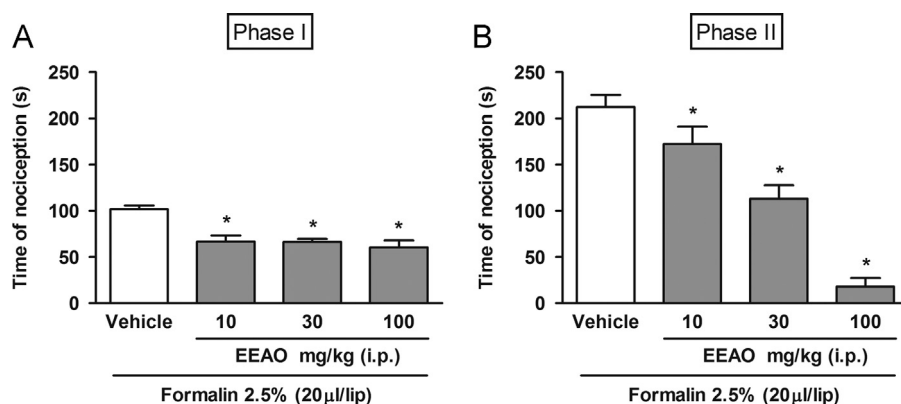 A
Phase I
Time of nociception (s)
250
200
150
100
50
0
*
*
*
Vehicle 10 30 100
EEAO mg/kg (i.p.)
Formalin 2.5% (20µl/lip)
B
Phase II
Time of nociception (s)
250
200
150
100
50
0
*
*
*
Vehicle 10 30 100
EEAO mg/kg (i.p.)
Formalin 2.5% (20µl/lip)